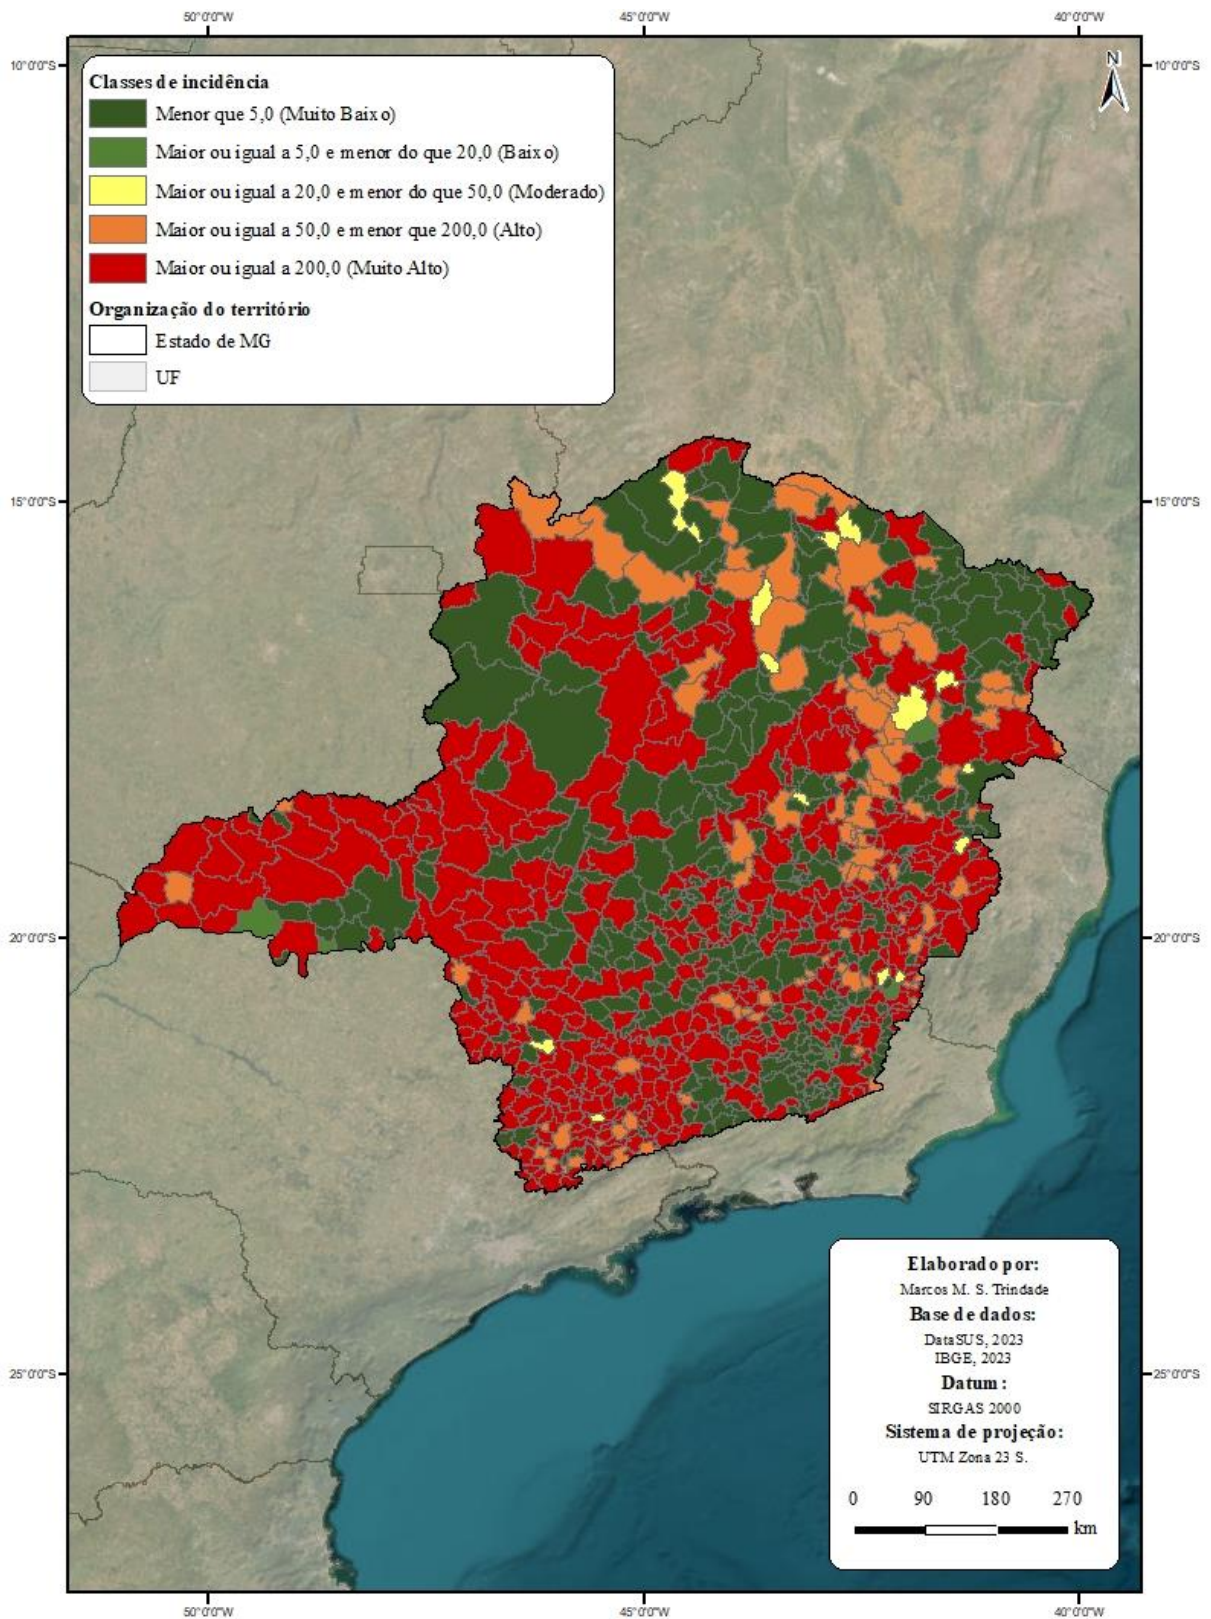 50°0'0"W
45°0'0"W
40°0'0"W
10°0'0"S
10°0'0"S
N
Classes de incidência
Menor que 5,0 (Muito Baixo)
Maior ou igual a 5,0 e menor do que 20,0 (Baixo)
Maior ou igual a 20,0 e menor do que 50,0 (Moderado)
Maior ou igual a 50,0 e menor que 200,0 (Alto)
Maior ou igual a 200,0 (Muito Alto)
Organização do território
Estado de MG
UF
15°0'0"S
15°0'0"S
20°0'0"S
20°0'0"S
25°0'0"S
25°0'0"S
Elaborado por:
Marcos M. S. Trindade
Base de dados:
DataSUS, 2023
IBGE, 2023
Datum :
SIRGAS 2000
Sistema de projeção:
UTM Zona 23 S.
0 90 180 270
km
50°0'0"W
45°0'0"W
40°0'0"W